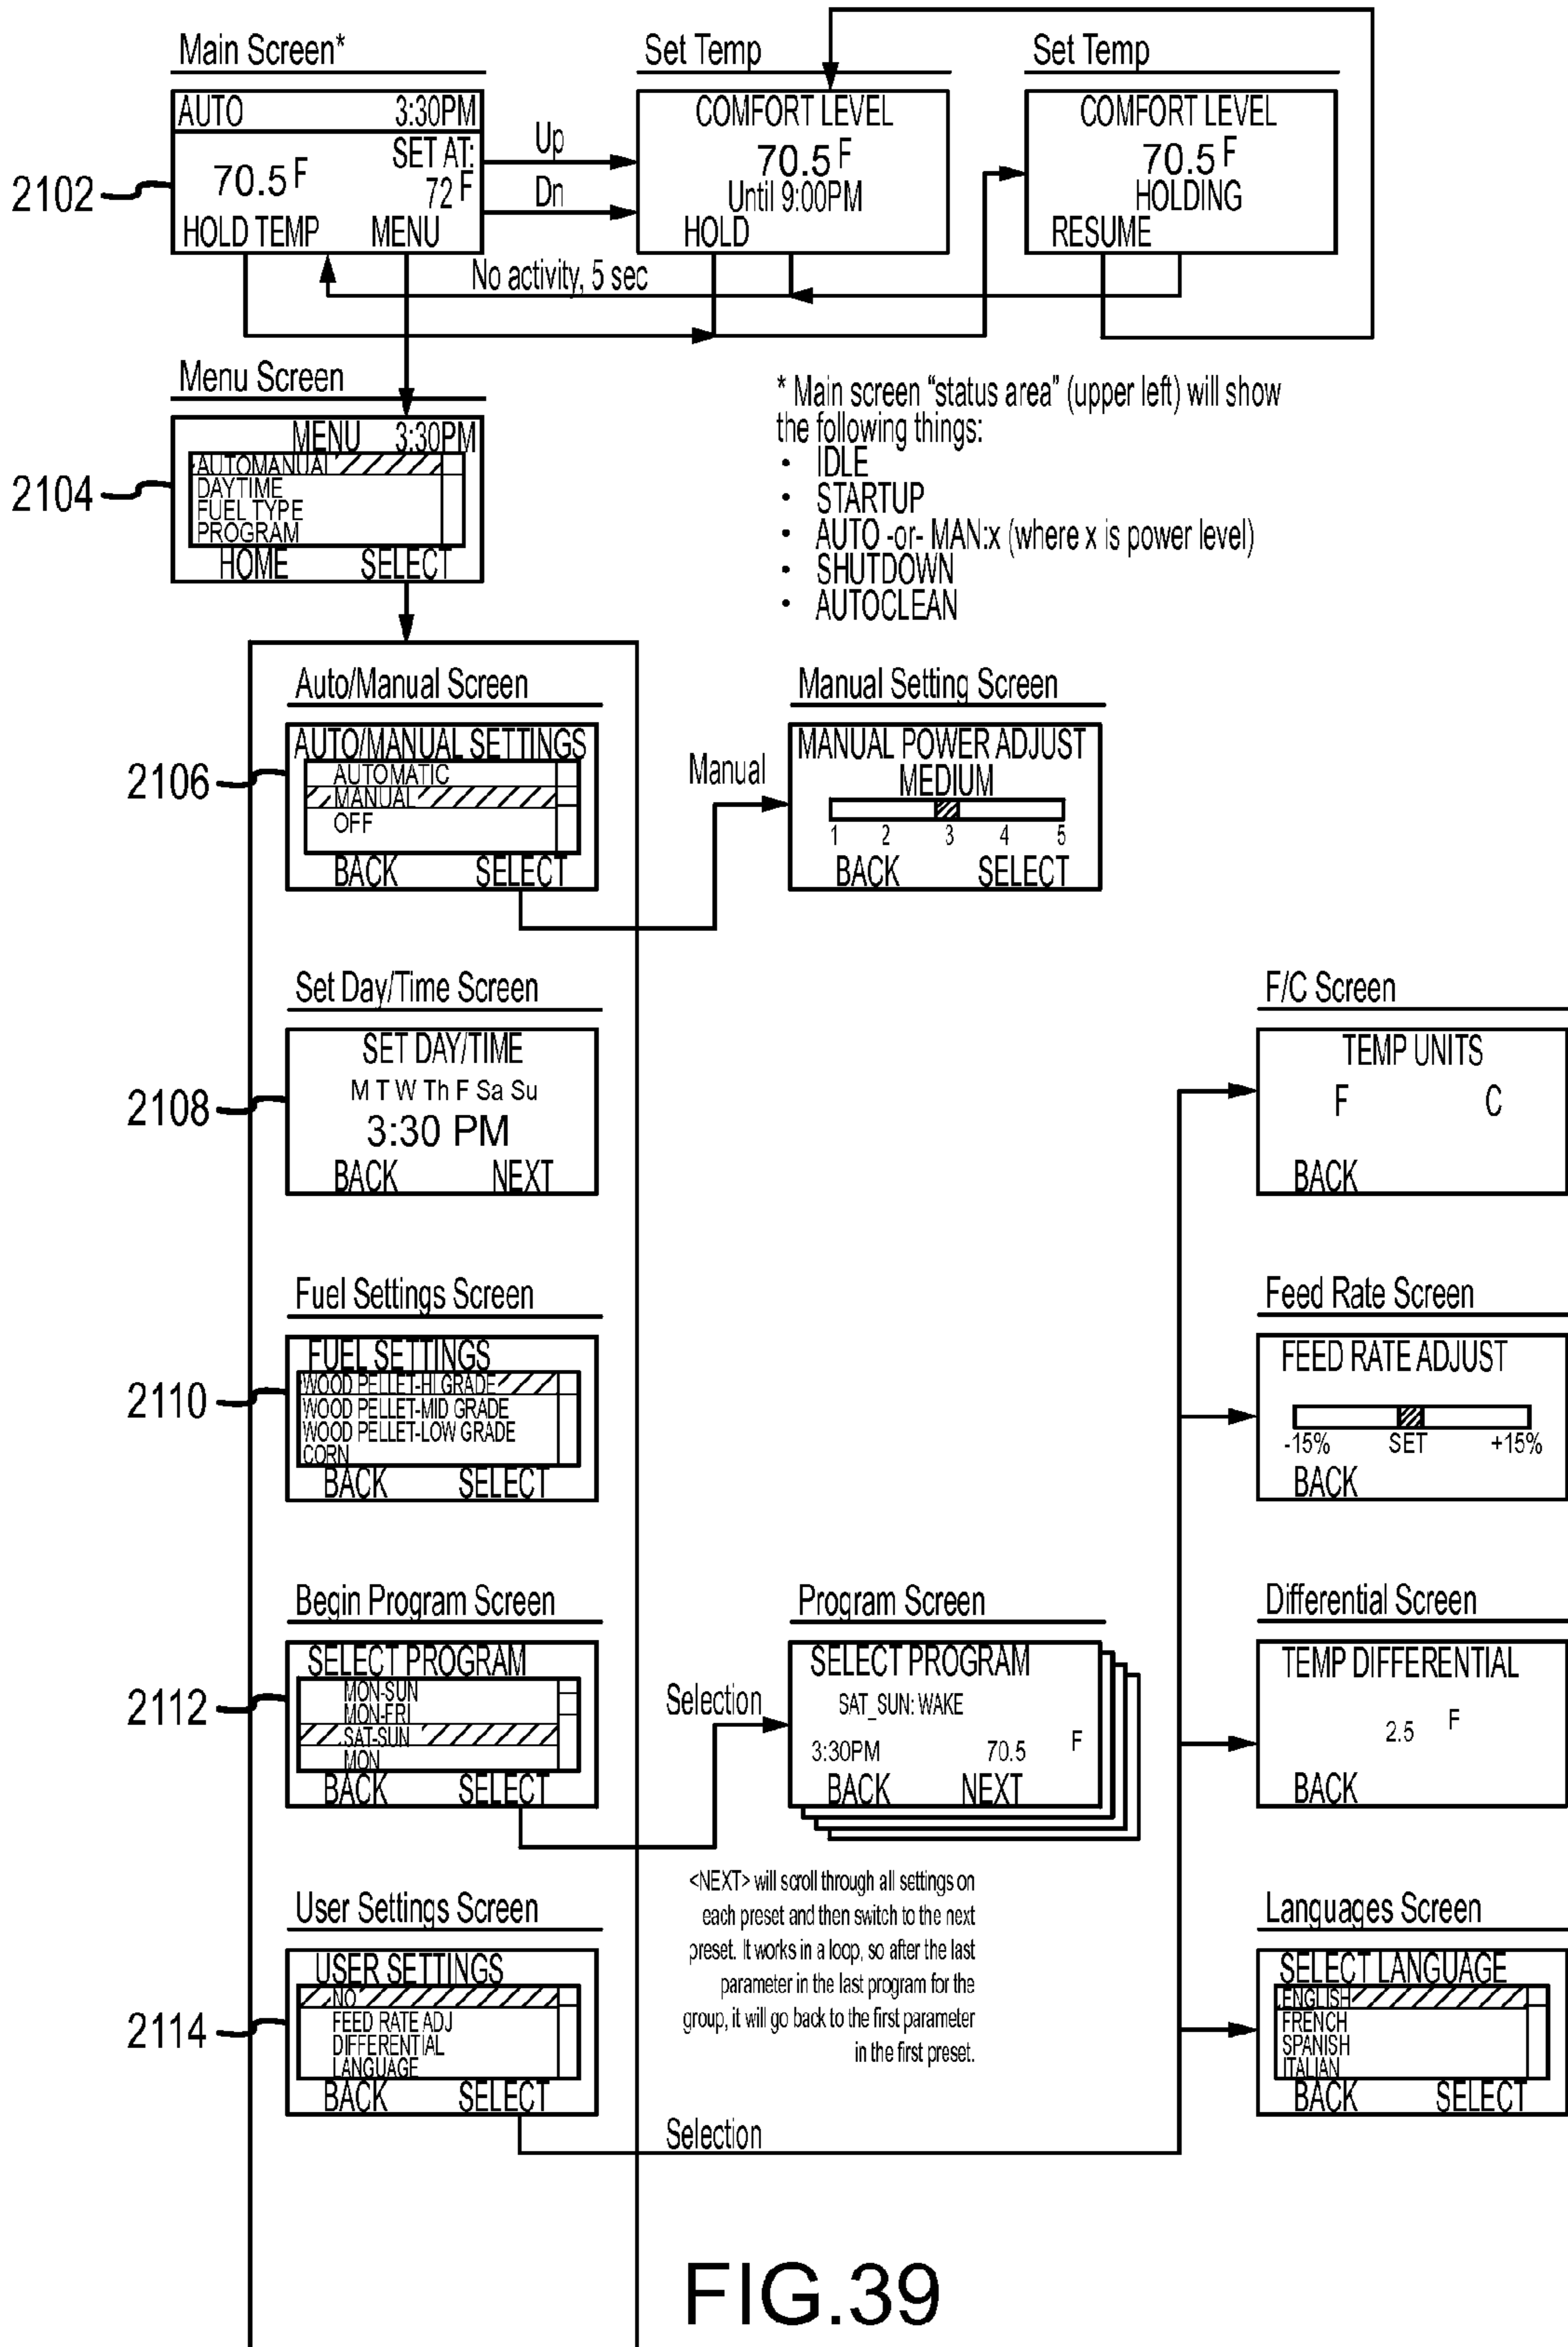 Main Screen*
AUTO 3:30PM
70.5 F
SET AT:
72 F
HOLD TEMP MENU
2102
Up
Dn
Set Temp
COMFORT LEVEL
70.5 F
Until 9:00PM
HOLD
Set Temp
COMFORT LEVEL
70.5 F
HOLDING
RESUME
No activity, 5 sec
Menu Screen
MENU 3:30PM
AUTOMANUAL
DAYTIME
FUEL TYPE
PROGRAM
HOME SELECT
2104
* Main screen "status area" (upper left) will show
the following things:
• IDLE
• STARTUP
• AUTO -or- MAN:x (where x is power level)
• SHUTDOWN
• AUTOCLEAN
Auto/Manual Screen
AUTO/MANUAL SETTINGS
AUTOMATIC
MANUAL
OFF
BACK SELECT
2106
Manual
Manual Setting Screen
MANUAL POWER ADJUST
MEDIUM
1 2 3 4 5
BACK SELECT
Set Day/Time Screen
SET DAY/TIME
M T W Th F Sa Su
3:30 PM
BACK NEXT
2108
F/C Screen
TEMP UNITS
F C
BACK
Fuel Settings Screen
FUEL SETTINGS
WOOD PELLET-HI GRADE
WOOD PELLET-MID GRADE
WOOD PELLET-LOW GRADE
CORN
BACK SELECT
2110
Feed Rate Screen
FEED RATE ADJUST
-15% SET +15%
BACK
Begin Program Screen
SELECT PROGRAM
MON-SUN
MON-FRI
SAT-SUN
MON
BACK SELECT
2112
Selection
Program Screen
SELECT PROGRAM
SAT_SUN: WAKE
3:30PM 70.5 F
BACK NEXT
<NEXT> will scroll through all settings on
each preset and then switch to the next
preset. It works in a loop, so after the last
parameter in the last program for the
group, it will go back to the first parameter
in the first preset.
Differential Screen
TEMP DIFFERENTIAL
2.5 F
BACK
User Settings Screen
USER SETTINGS
NO
FEED RATE ADJ
DIFFERENTIAL
LANGUAGE
BACK SELECT
2114
Selection
Languages Screen
SELECT LANGUAGE
ENGLISH
FRENCH
SPANISH
ITALIAN
BACK SELECT
FIG.39